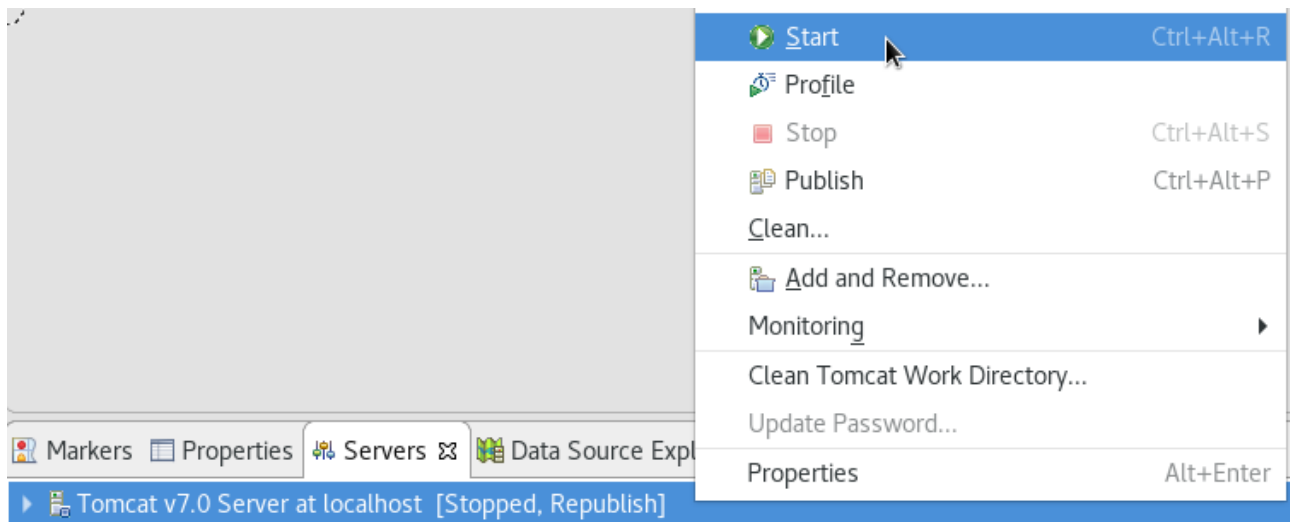 Start Ctrl+Alt+R
Profile
Stop Ctrl+Alt+S
Publish Ctrl+Alt+P
Clean...
Add and Remove...
Monitoring
Clean Tomcat Work Directory...
Update Password...
Properties Alt+Enter
Markers Properties Servers Data Source Expl
Tomcat v7.0 Server at localhost [Stopped, Republish]